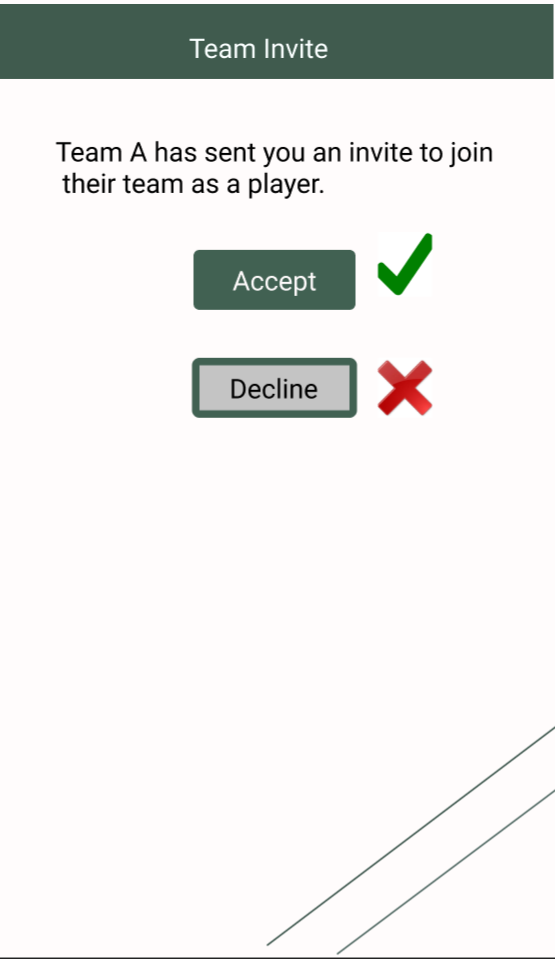 Team Invite
Team A has sent you an invite to join
their team as a player.
Accept
Decline